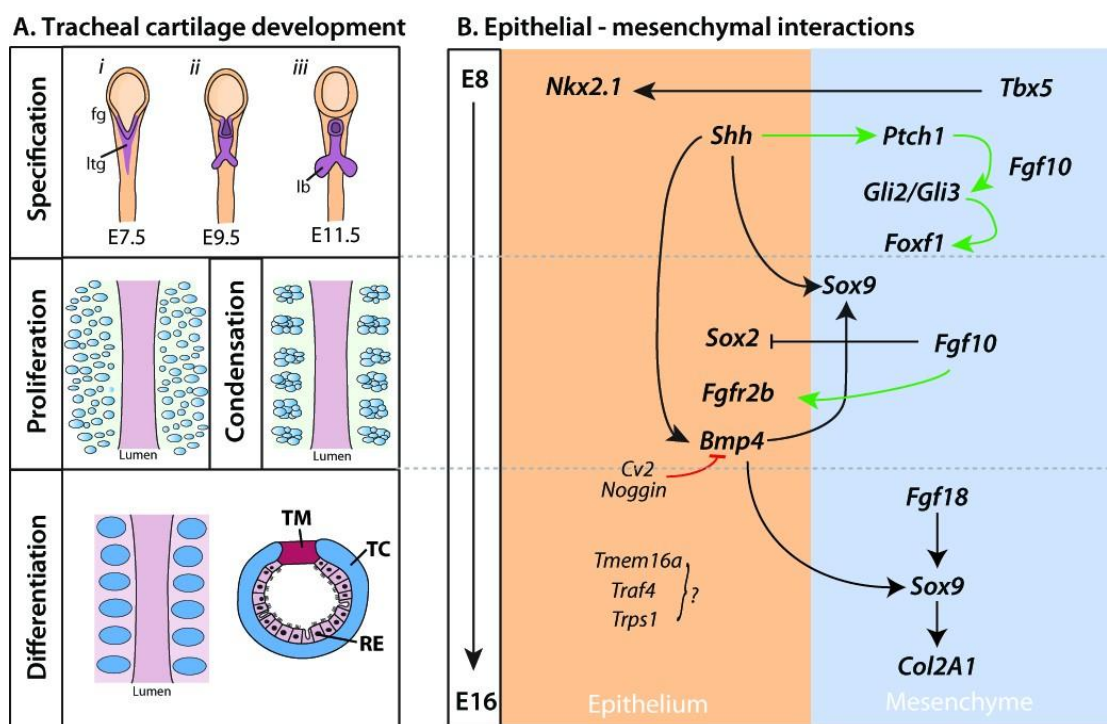 A. Tracheal cartilage development
Specification
i
ii
iii
fg
ltg
lb
E7.5
E9.5
E11.5
Proliferation
Lumen
Condensation
Lumen
Differentiation
Lumen
TM
TC
RE
B. Epithelial - mesenchymal interactions
E8
E16
Nkx2.1
Tbx5
Shh
Ptch1
Fgf10
Gli2/Gli3
Foxf1
Sox9
Sox2
Fgf10
Fgfr2b
Bmp4
Cv2
Noggin
Fgf18
Tmem16a
Traf4
?
Trps1
Sox9
Col2A1
Epithelium
Mesenchyme